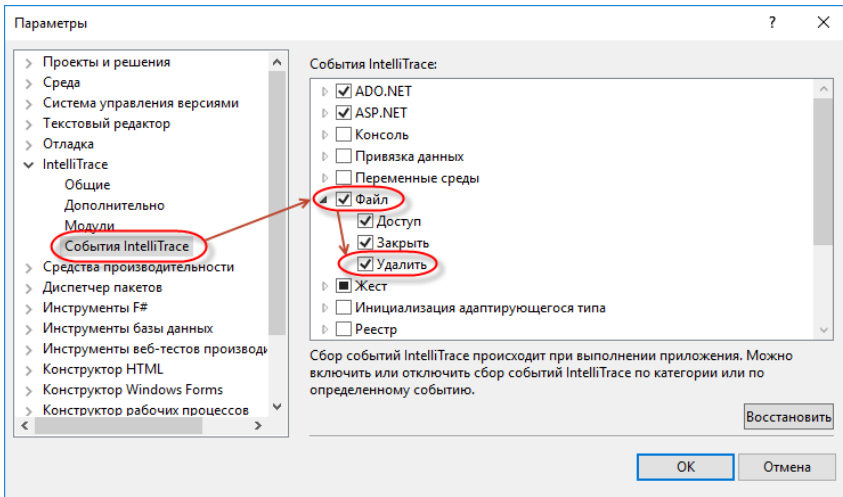 Параметры
?
Проекты и решения
Среда
Система управления версиями
Текстовый редактор
Отладка
IntelliTrace
Общие
Дополнительно
Модули
События IntelliTrace
Средства производительности
Диспетчер пакетов
Инструменты F#
Инструменты базы данных
Инструменты веб-тестов производи
Конструктор HTML
Конструктор Windows Forms
Конструктор рабочих процессов
События IntelliTrace:
ADO.NET
ASP.NET
Консоль
Привязка данных
Переменные среды
Файл
Доступ
Закрыть
Удалить
Жест
Инициализация адаптирующегося типа
Реестр
Сбор событий IntelliTrace происходит при выполнении приложения. Можно
включить или отключить сбор событий IntelliTrace по категории или по
определенному событию.
Восстановить
OK
Отмена